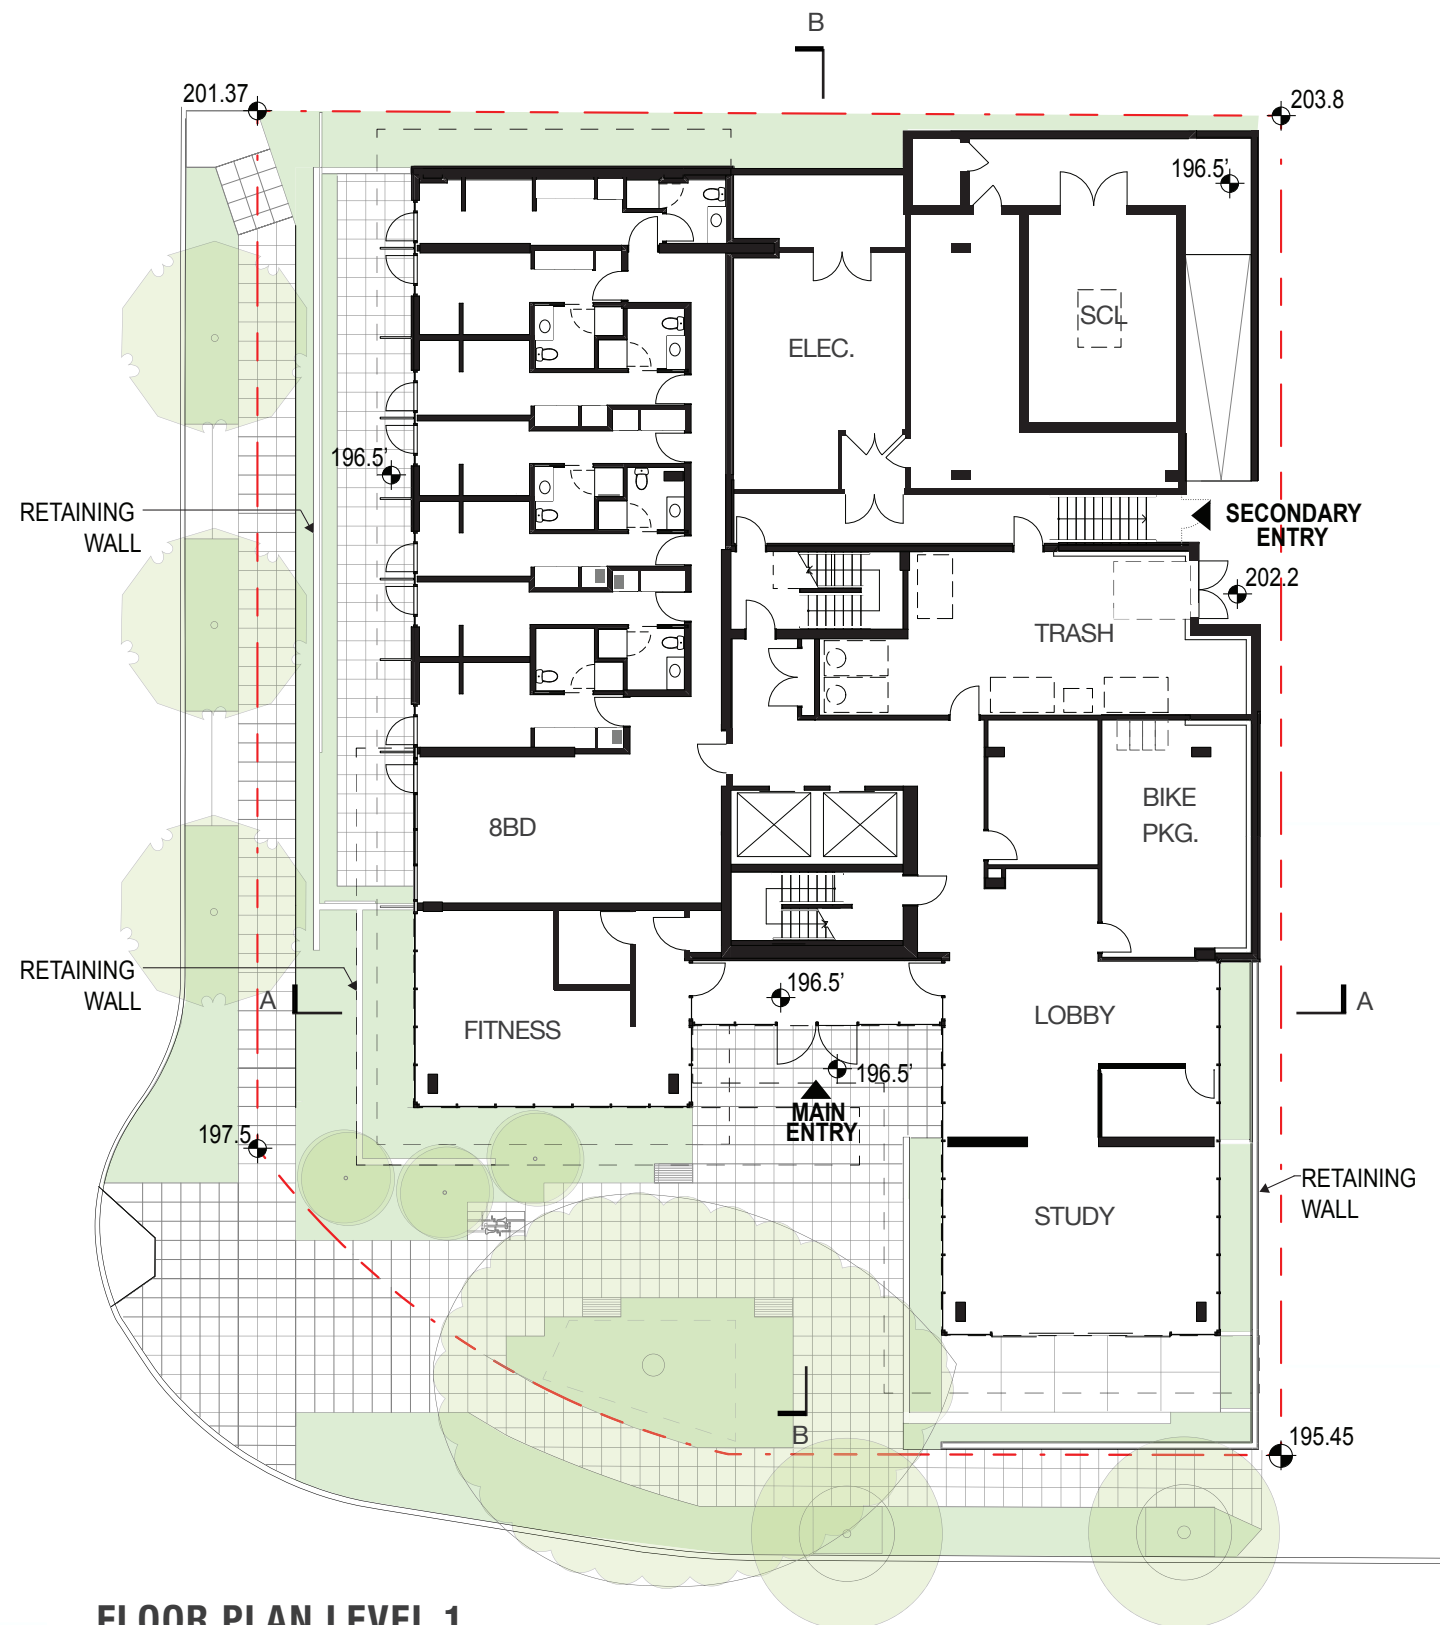 B
201.37
203.8
196.5'
SCL
ELEC.
196.5'
RETAINING
WALL
SECONDARY
ENTRY
202.2
TRASH
BIKE
PKG.
8BD
RETAINING
WALL
A
196.5'
A
LOBBY
FITNESS
196.5'
MAIN
ENTRY
197.5
RETAINING
WALL
STUDY
B
195.45
FLOOR PLAN LEVEL 1